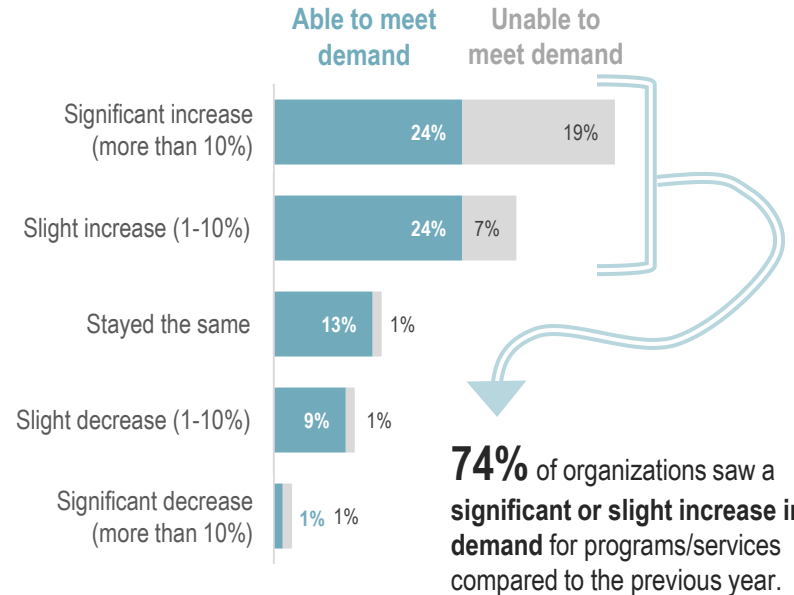 Able to meet
demand
Unable to
meet demand
Significant increase
(more than 10%)
24%
19%
Slight increase (1-10%)
24%
7%
Stayed the same
13%
1%
Slight decrease (1-10%)
9%
1%
Significant decrease
(more than 10%)
1%
1%
74% of organizations saw a
significant or slight increase in
demand for programs/services
compared to the previous year.